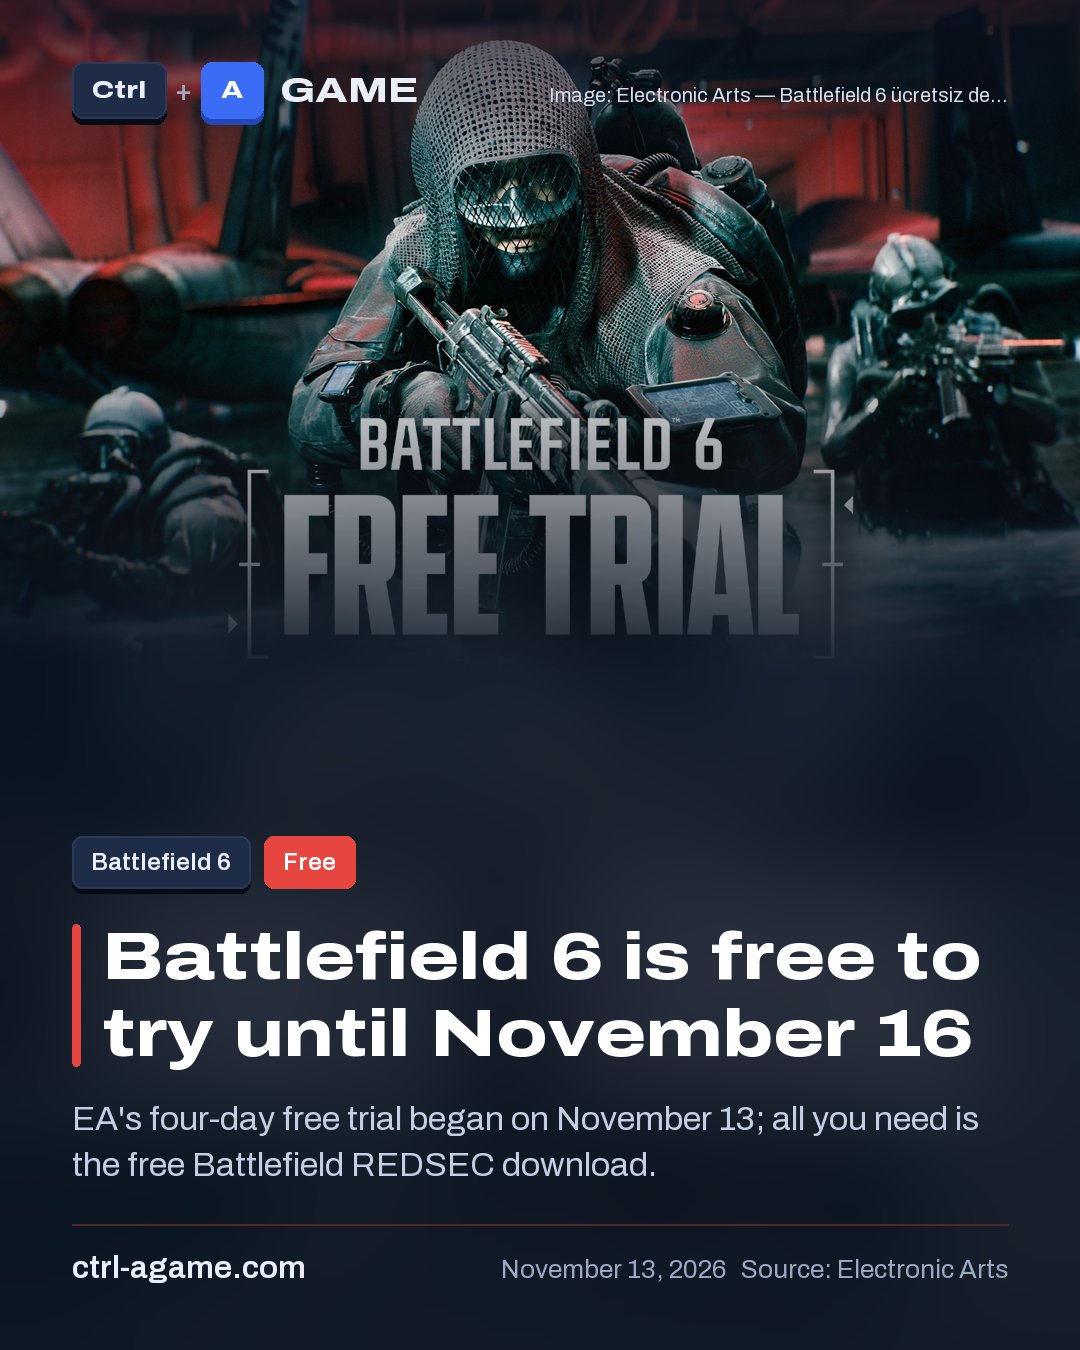 Ctrl + A GAME
Image: Electronic Arts — Battlefield 6 ücretsiz de...
BATTLEFIELD™ 6
FREE TRIAL
Battlefield 6 Free
Battlefield 6 is free to
try until November 16
EA's four-day free trial began on November 13; all you need is
the free Battlefield REDSEC download.
ctrl-agame.com
November 13, 2026 Source: Electronic Arts